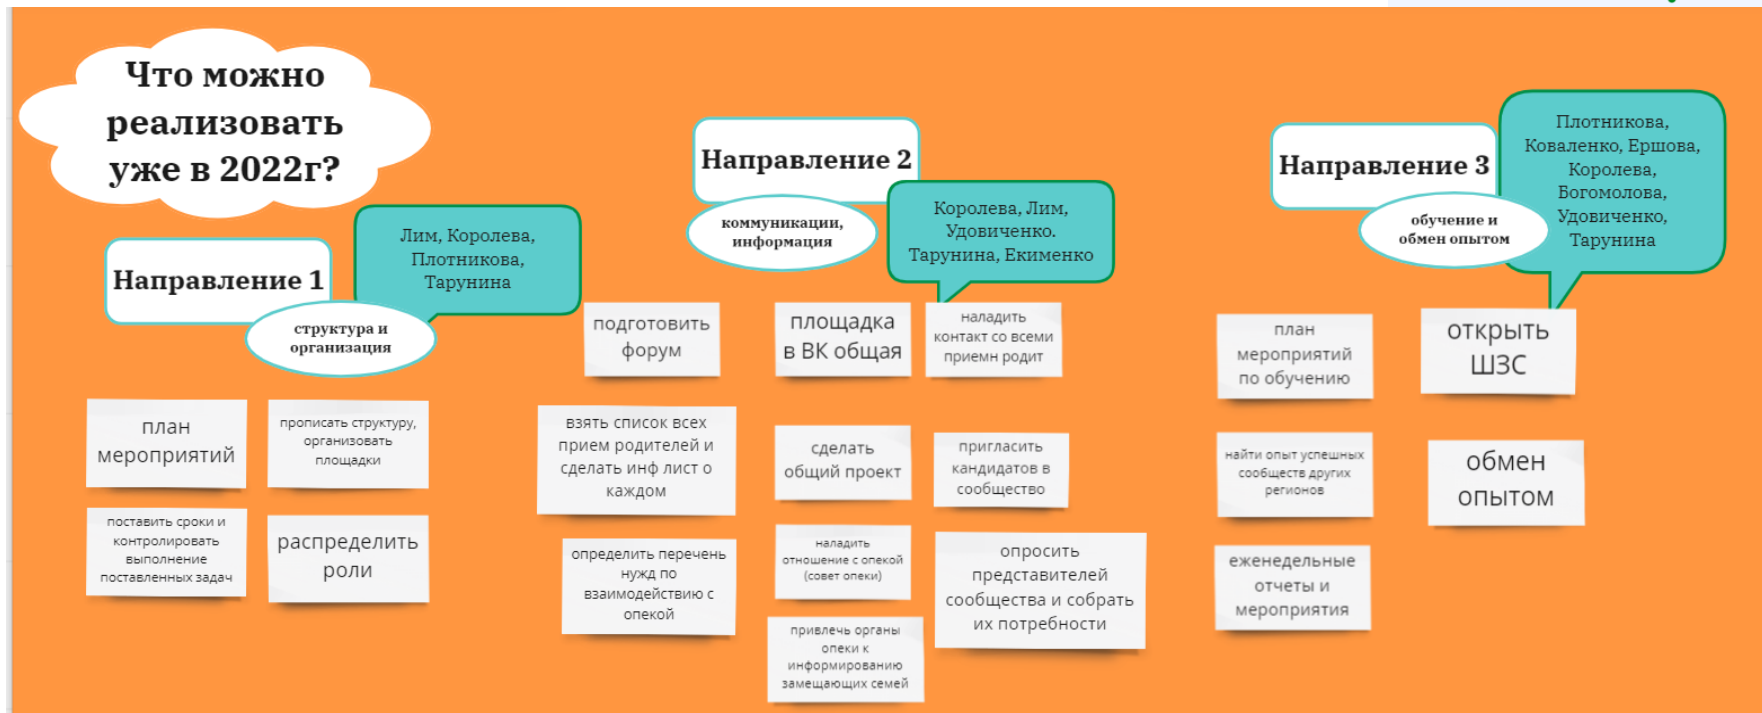 Что можно
реализовать
уже в 2022г?
Направление 1
структура и
организация
Лим, Королева,
Плотникова,
Тарунина
план
мероприятий
прописать структуру,
организовать
площадки
поставить сроки и
контролировать
выполнение
поставленных задач
распределить
роли
Направление 2
коммуникации,
информация
Королева, Лим,
Удовиченко.
Тарунина, Екименко
подготовить
форум
площадка
в ВК общая
наладить
контакт со всеми
приемн родит
взять список всех
прием родителей и
сделать инф лист о
каждом
сделать
общий проект
пригласить
кандидатов в
сообщество
определить перечень
нужд по
взаимодействию с
опекой
наладить
отношение с опекой
(совет опеки)
опросить
представителей
сообщества и собрать
их потребности
привлечь органы
опеки к
информированию
замещающих семей
Направление 3
обучение и
обмен опытом
Плотникова,
Коваленко, Ершова,
Королева,
Богомолова,
Удовиченко,
Тарунина
план
мероприятий
по обучению
открыть
ШЗС
найти опыт успешных
сообществ других
регионов
обмен
опытом
еженедельные
отчеты и
мероприятия